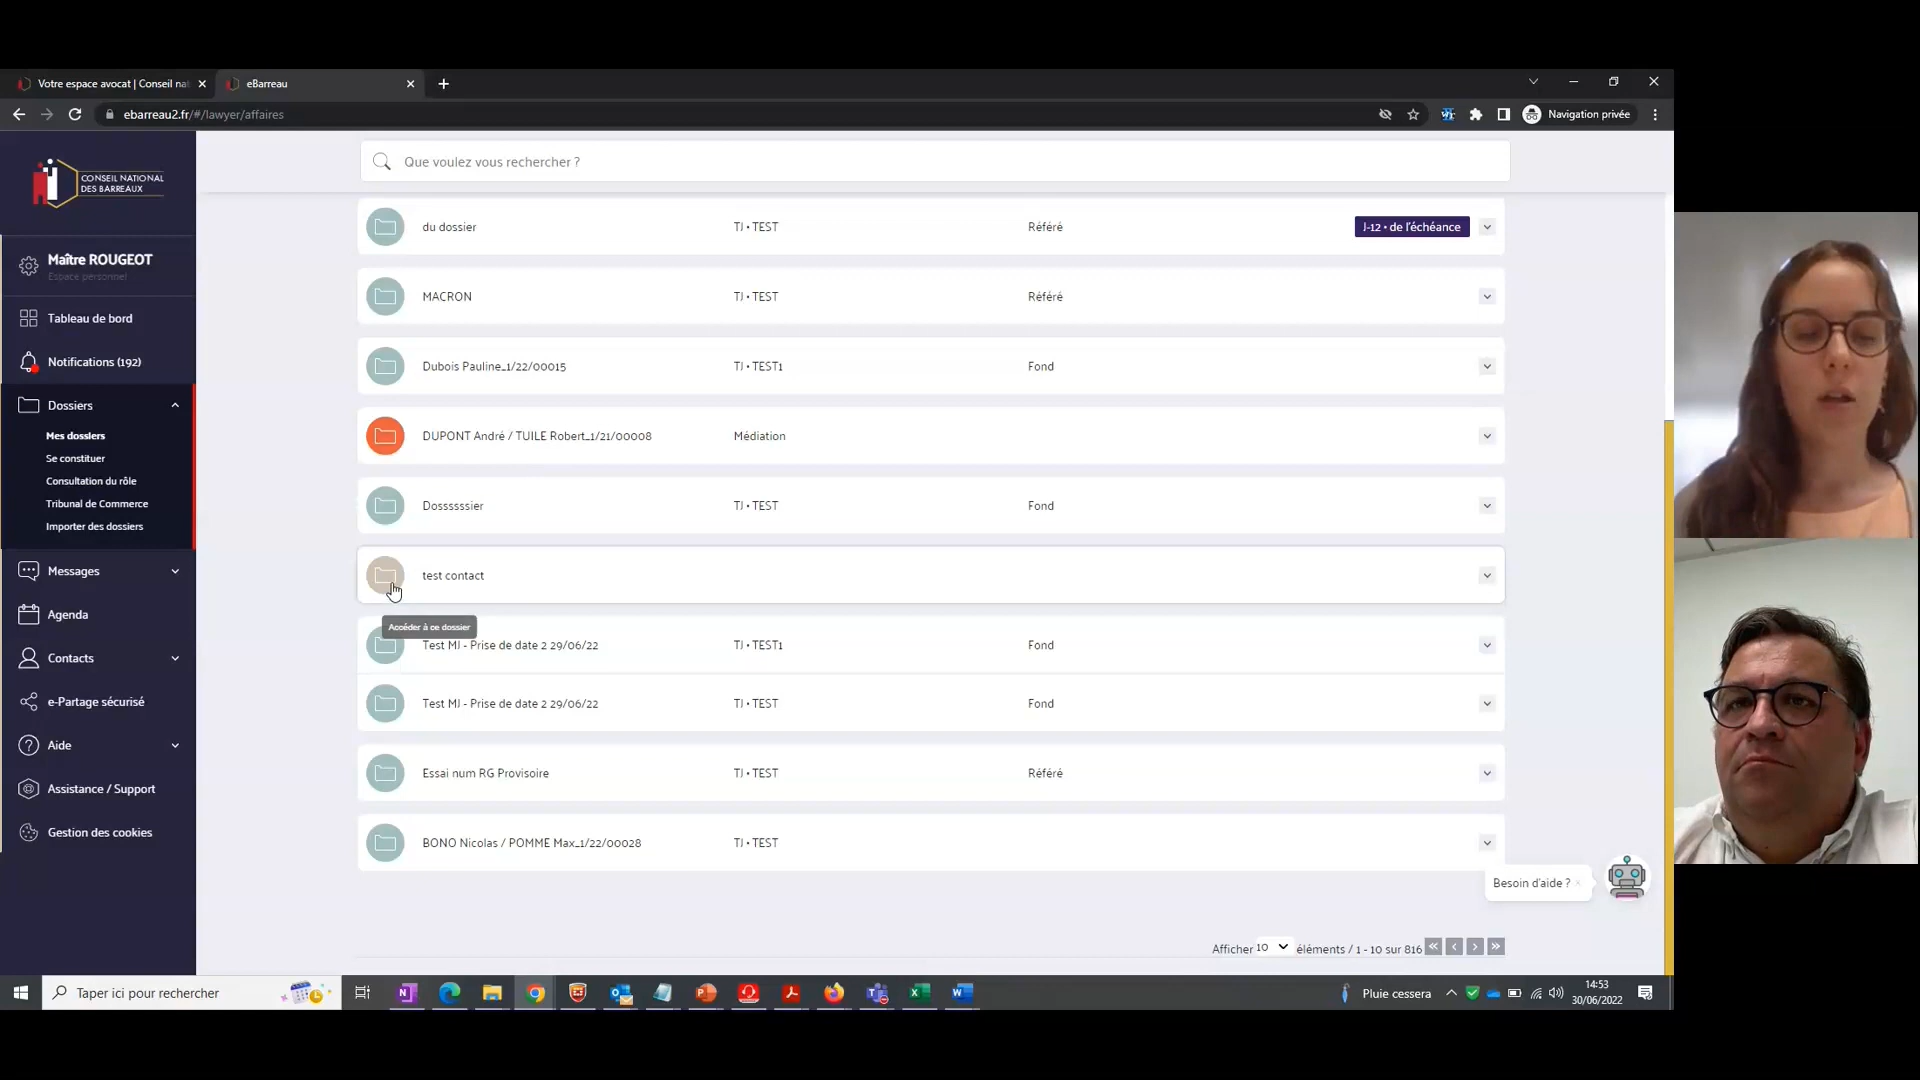 Votre espace avocat | Conseil nat
eBarreau
ebarreau2.fr/#/lawyer/affaires
Navigation privée
CONSEIL NATIONAL
DES BARREAUX
Que voulez vous rechercher ?
Maître ROUGEOT
Espace personnel
Tableau de bord
Notifications (192)
Dossiers
Mes dossiers
Se constituer
Consultation du rôle
Tribunal de Commerce
Importer des dossiers
Messages
Agenda
Contacts
e-Partage sécurisé
Aide
Assistance / Support
Gestion des cookies
du dossier TJ • TEST Référé J-12 • de l'échéance
MACRON TJ • TEST Référé
Dubois Pauline_1/22/00015 TJ • TEST1 Fond
DUPONT André / TUILE Robert_1/21/00008 Médiation
Dossssssier TJ • TEST Fond
test contact
Accéder à ce dossier
Test MJ - Prise de date 2 29/06/22 TJ • TEST1 Fond
Test MJ - Prise de date 2 29/06/22 TJ • TEST Fond
Essai num RG Provisoire TJ • TEST Référé
BONO Nicolas / POMME Max_1/22/00028 TJ • TEST
Besoin d'aide ? ×
Afficher 10 éléments / 1 - 10 sur 816
Taper ici pour rechercher
Pluie cessera
14:53
30/06/2022